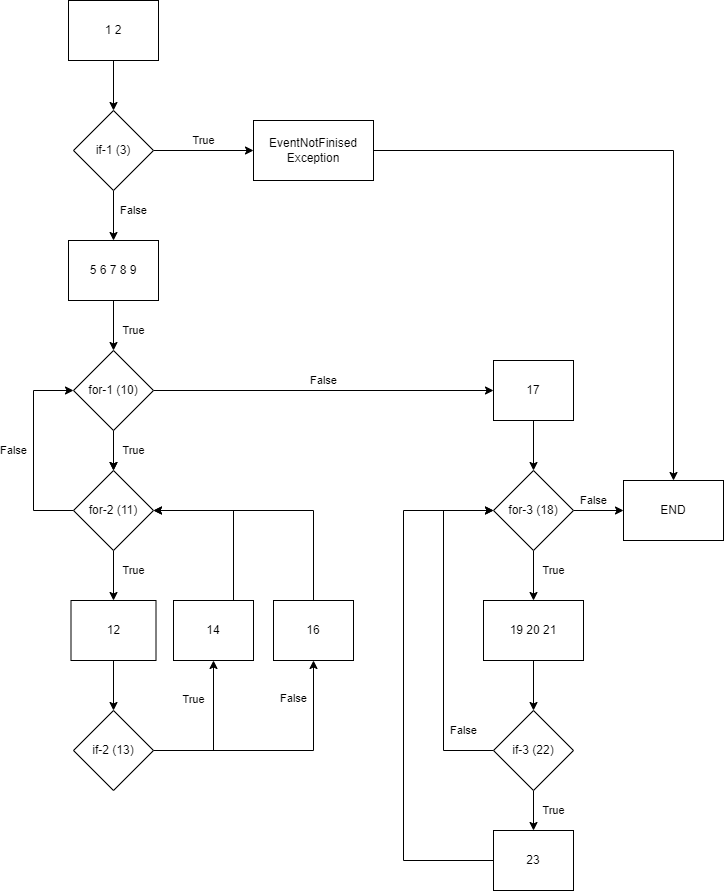 1 2
if-1 (3)
True
EventNotFinised
Exception
False
5 6 7 8 9
True
for-1 (10)
False
17
True
False
for-2 (11)
for-3 (18)
False
END
True
True
12
14
16
19 20 21
True
False
False
if-2 (13)
if-3 (22)
True
23